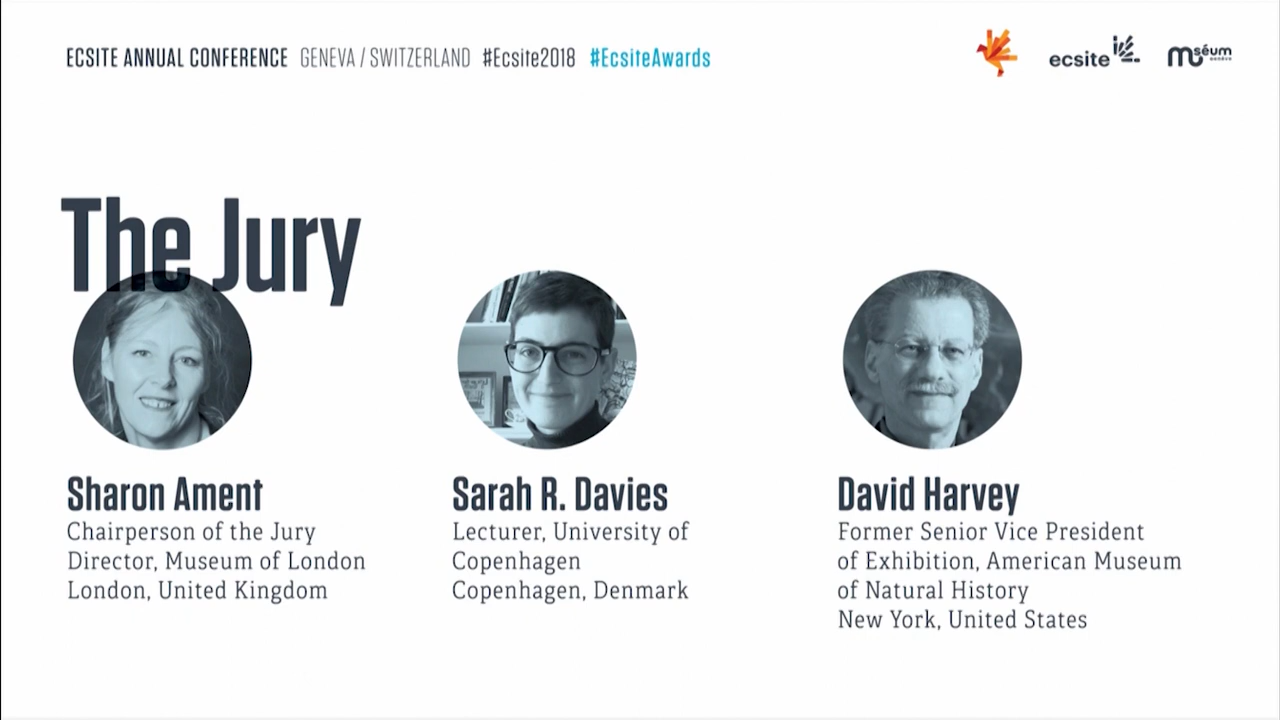 ECSITE ANNUAL CONFERENCE GENEVA / SWITZERLAND #Ecsite2018 #EcsiteAwards
ecsite
muséum
genève
The Jury
Sharon Ament
Chairperson of the Jury
Director, Museum of London
London, United Kingdom
Sarah R. Davies
Lecturer, University of
Copenhagen
Copenhagen, Denmark
David Harvey
Former Senior Vice President
of Exhibition, American Museum
of Natural History
New York, United States